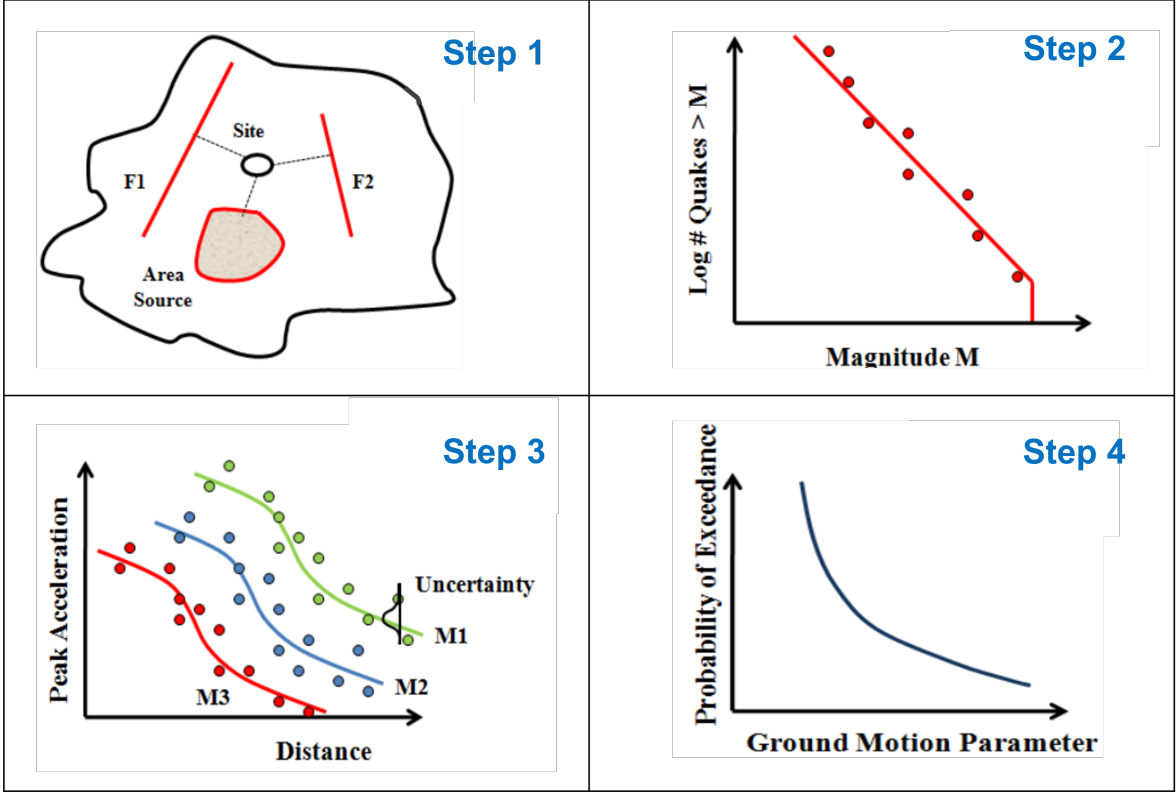 Step 1
Site
F1
F2
Area
Source
Step 2
Log # Quakes > M
Magnitude M
Step 3
Peak Acceleration
Uncertainty
M1
M2
M3
Distance
Step 4
Probability of Exceedance
Ground Motion Parameter